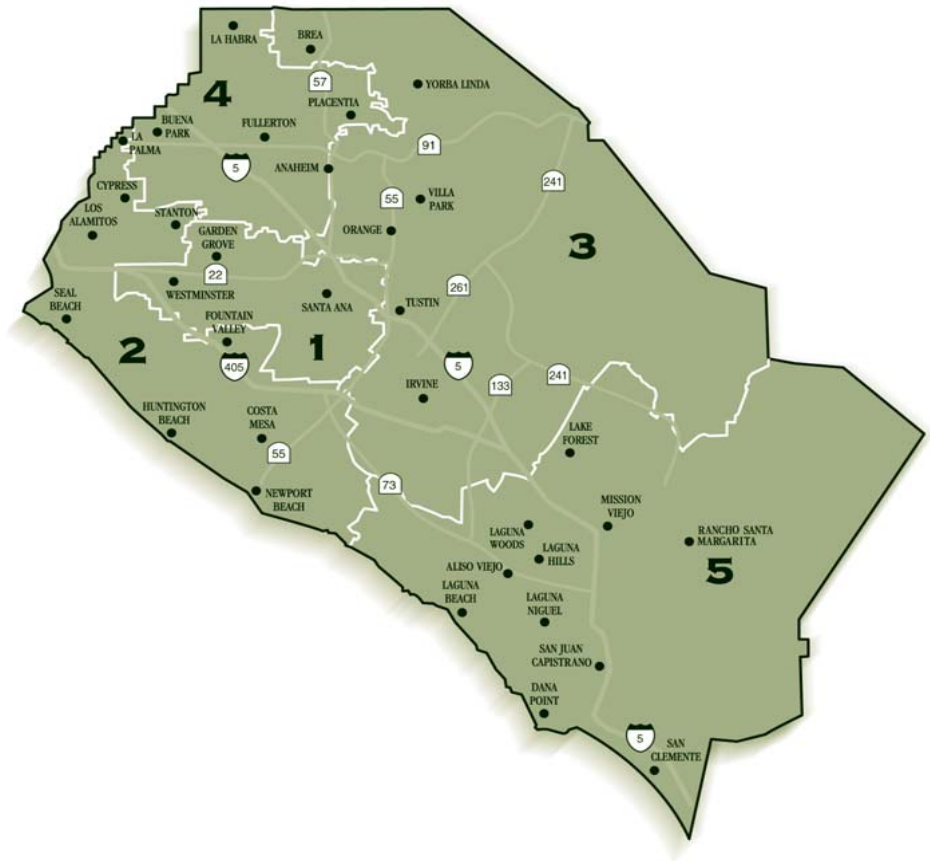 LA HABRA
BREA
57
YORBA LINDA
4
PLACENTIA
BUENA
PARK
FULLERTON
LA
PALMA
91
5
ANAHEIM
241
CYPRESS
55
VILLA
PARK
LOS
ALAMITOS
STANTON
GARDEN
GROVE
ORANGE
3
22
WESTMINSTER
SANTA ANA
261
TUSTIN
SEAL
BEACH
FOUNTAIN
VALLEY
2
1
405
5
133
241
IRVINE
HUNTINGTON
BEACH
COSTA
MESA
55
LAKE
FOREST
73
NEWPORT
BEACH
MISSION
VIEJO
LAGUNA
WOODS
RANCHO SANTA
MARGARITA
LAGUNA
HILLS
ALISO VIEJO
5
LAGUNA
BEACH
LAGUNA
NIGUEL
SAN JUAN
CAPISTRANO
DANA
POINT
5
SAN
CLEMENTE